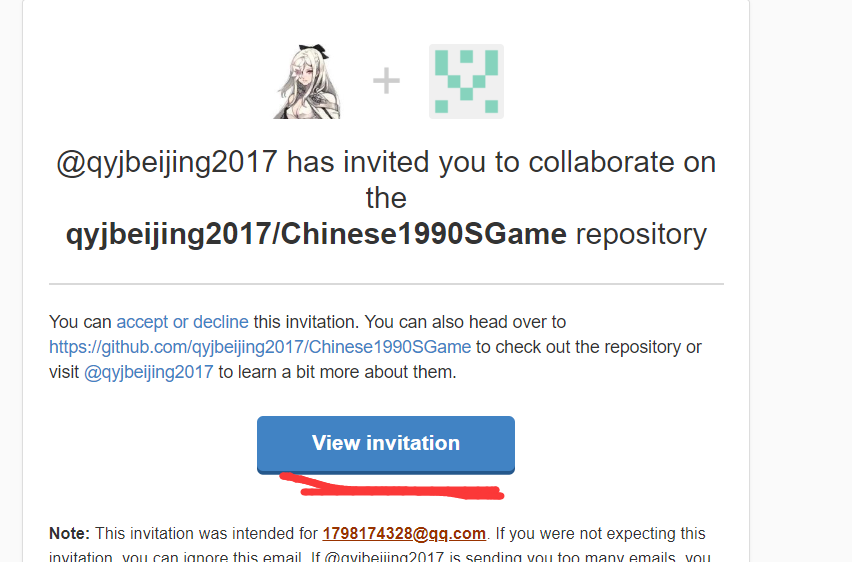 @qyjbeijing2017 has invited you to collaborate on
the
qyjbeijing2017/Chinese1990SGame repository
You can accept or decline this invitation. You can also head over to
https://github.com/qyjbeijing2017/Chinese1990SGame to check out the repository or
visit @qyjbeijing2017 to learn a bit more about them.
View invitation
Note: This invitation was intended for 1798174328@qq.com. If you were not expecting this
invitation, you can ignore this email. If @qyjbeijing2017 is sending you too many emails, you